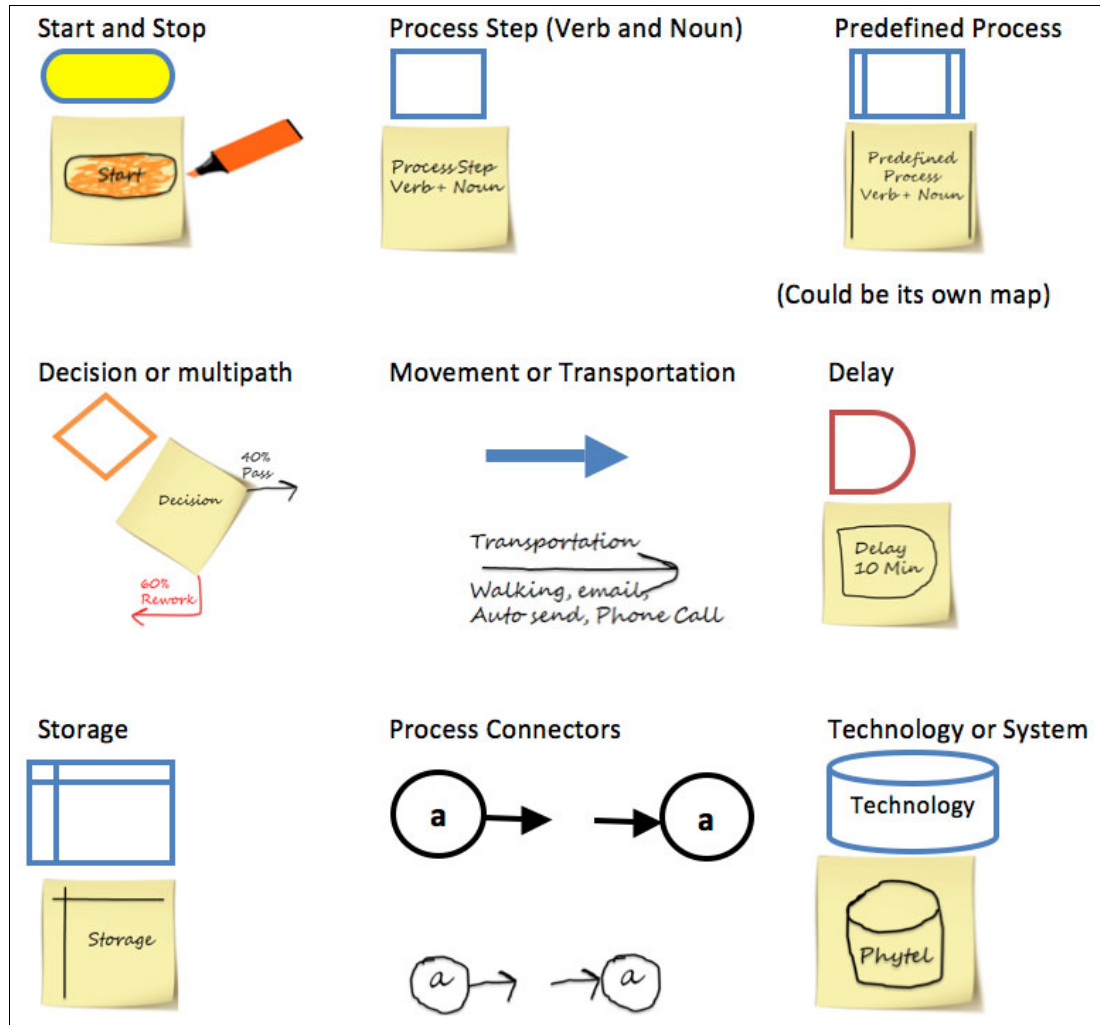 Start and Stop
Process Step (Verb and Noun)
Predefined Process
Start
Process Step
Verb + Noun
Predefined
Process
Verb + Noun
(Could be its own map)
Decision or multipath
Movement or Transportation
Delay
40%
Pass
Decision
60%
Rework
Transportation
Walking, email,
Auto send, Phone Call
Delay
10 Min
Storage
Process Connectors
Technology or System
a
a
Technology
Storage
a
a
Phytel